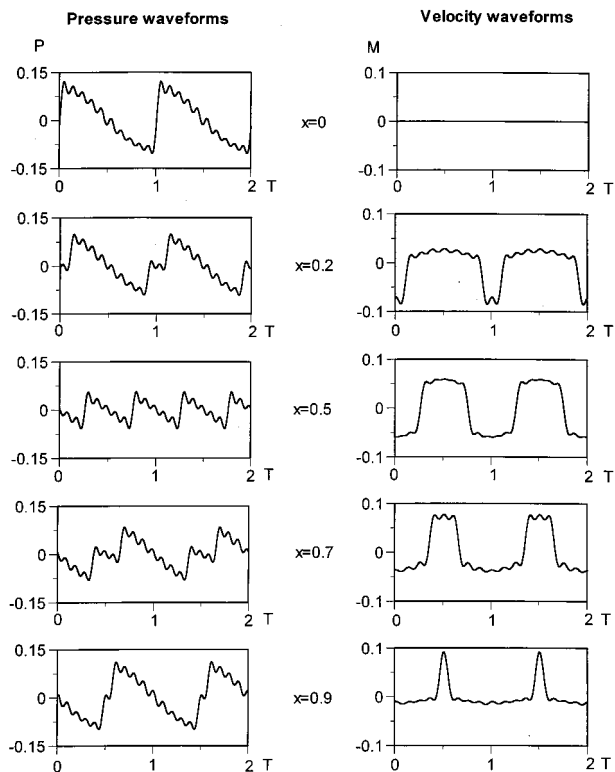 Pressure waveforms Velocity waveforms
P M
0.15 0.1
0 x=0 0
-0.15 -0.1
0 1 2 T 0 1 2 T
0.15 0.1
0 x=0.2 0
-0.15 -0.1
0 1 2 T 0 1 2 T
0.15 0.1
0 x=0.5 0
-0.15 -0.1
0 1 2 T 0 1 2 T
0.15 0.1
0 x=0.7 0
-0.15 -0.1
0 1 2 T 0 1 2 T
0.15 0.1
0 x=0.9 0
-0.15 -0.1
0 1 2 T 0 1 2 T